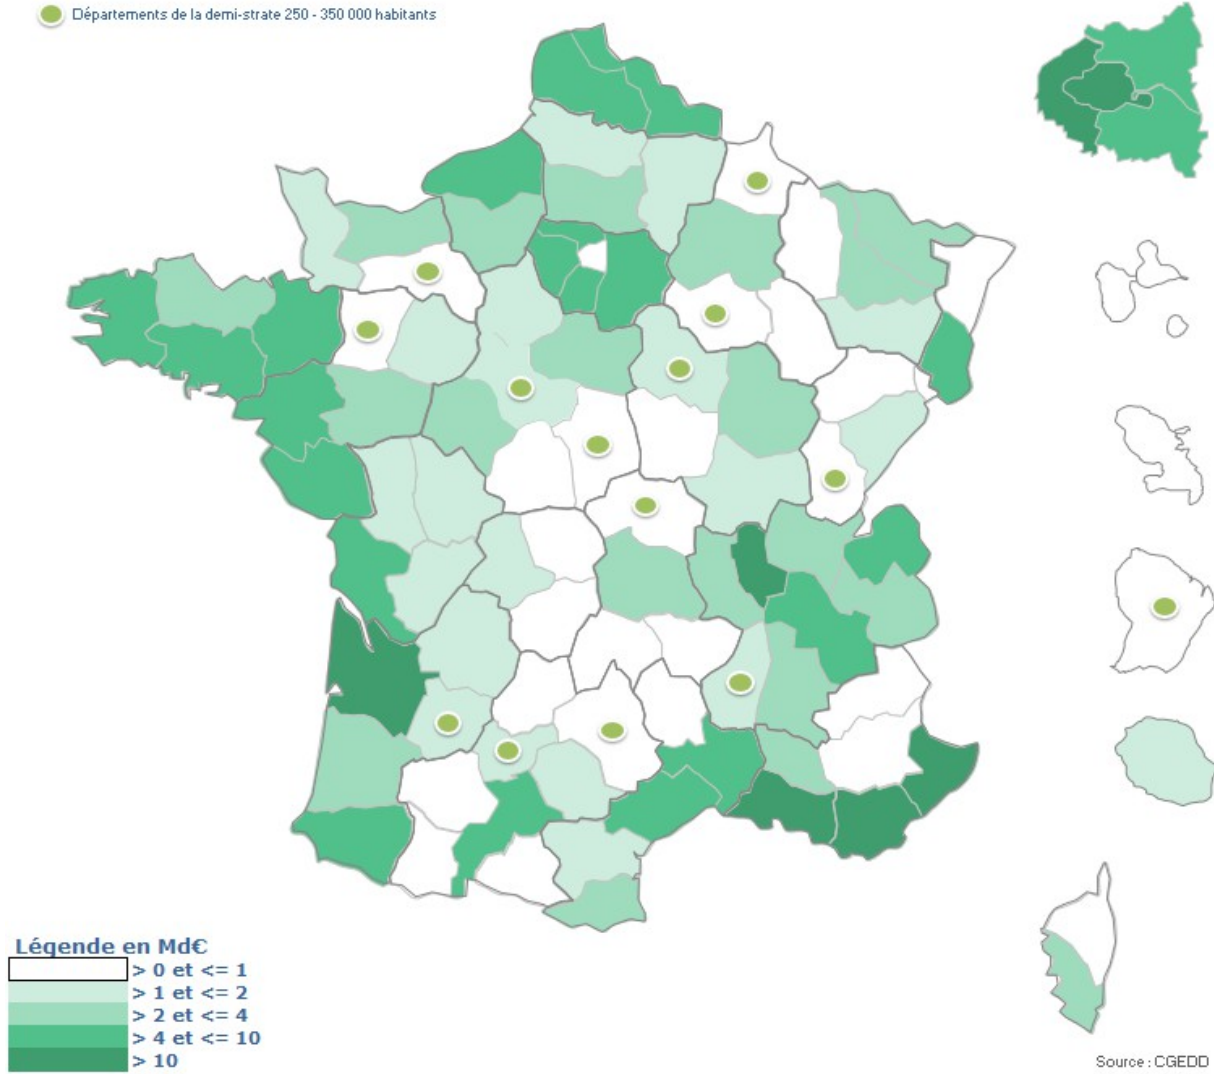 Départements de la demi-strate 250 - 350 000 habitants
Légende en Md€
> 0 et <= 1
> 1 et <= 2
> 2 et <= 4
> 4 et <= 10
> 10
Source : CGEDD